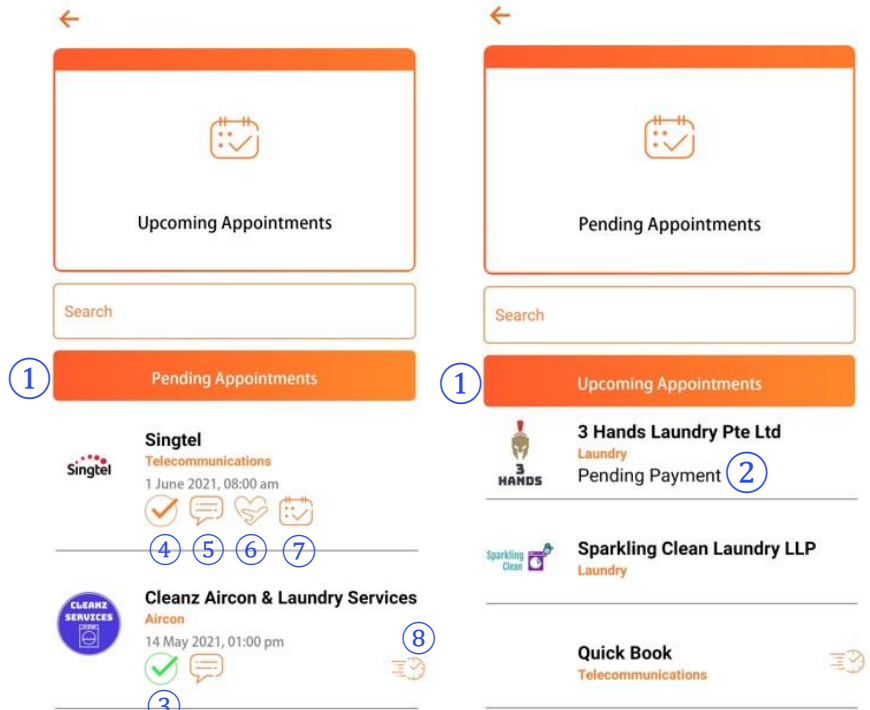 Upcoming Appointments
Search
① Pending Appointments
Singtel
Singtel
Telecommunications
1 June 2021, 08:00 am
④ ⑤ ⑥ ⑦
CLEANZ
SERVICES
Cleanz Aircon & Laundry Services
Aircon
14 May 2021, 01:00 pm
⑧
③
Pending Appointments
Search
① Upcoming Appointments
3
HANDS
3 Hands Laundry Pte Ltd
Laundry
Pending Payment ②
Sparkling
Clean
Sparkling Clean Laundry LLP
Laundry
Quick Book
Telecommunications